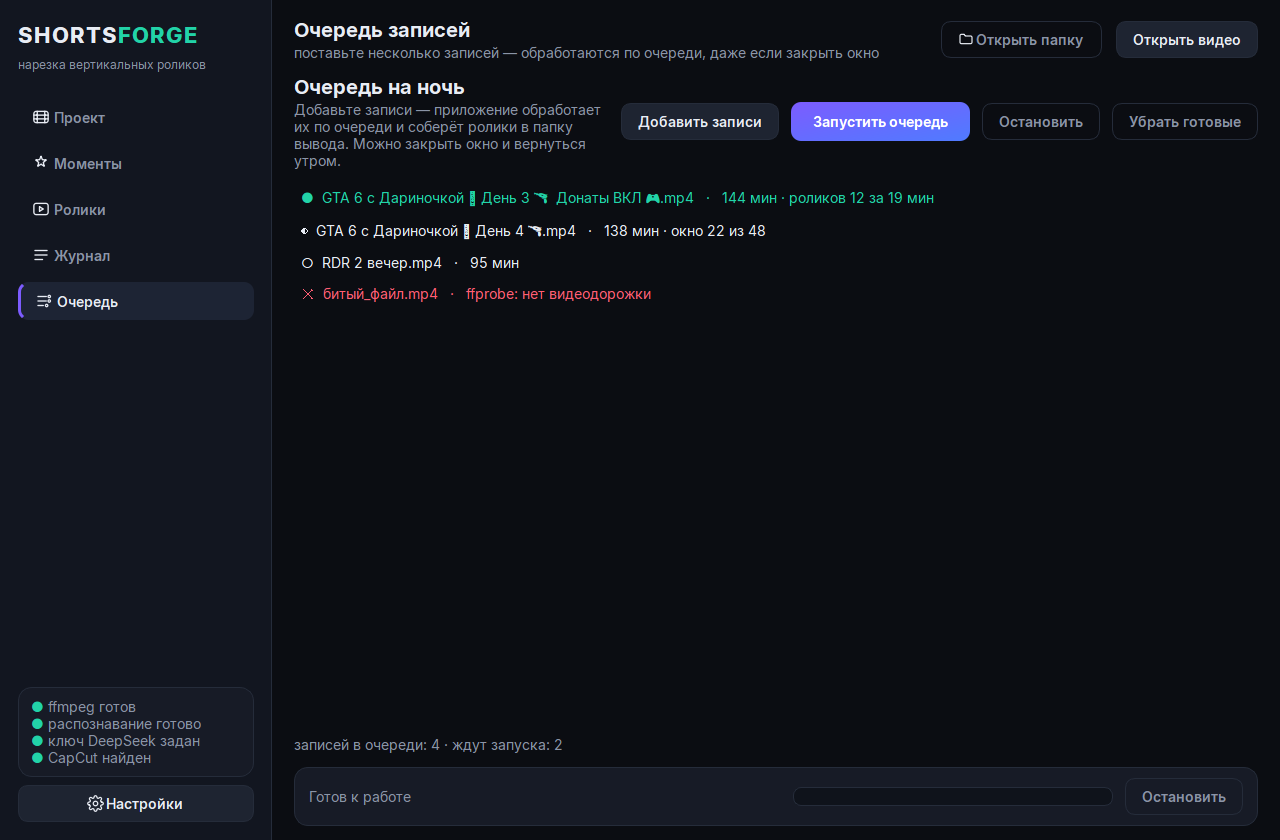 SHORTSFORGE
нарезка вертикальных роликов
Проект
Моменты
Ролики
Журнал
Очередь
ffmpeg готов
распознавание готово
ключ DeepSeek задан
CapCut найден
Настройки
Очередь записей
поставьте несколько записей — обработаются по очереди, даже если закрыть окно
Открыть папку
Открыть видео
Очередь на ночь
Добавьте записи — приложение обработает
их по очереди и соберёт ролики в папку
вывода. Можно закрыть окно и вернуться
утром.
Добавить записи
Запустить очередь
Остановить
Убрать готовые
GTA 6 с Дариночкой День 3 🔫 Донаты ВКЛ 🎮.mp4 · 144 мин · роликов 12 за 19 мин
GTA 6 с Дариночкой День 4 🔫.mp4 · 138 мин · окно 22 из 48
RDR 2 вечер.mp4 · 95 мин
битый_файл.mp4 · ffprobe: нет видеодорожки
записей в очереди: 4 · ждут запуска: 2
Готов к работе
Остановить